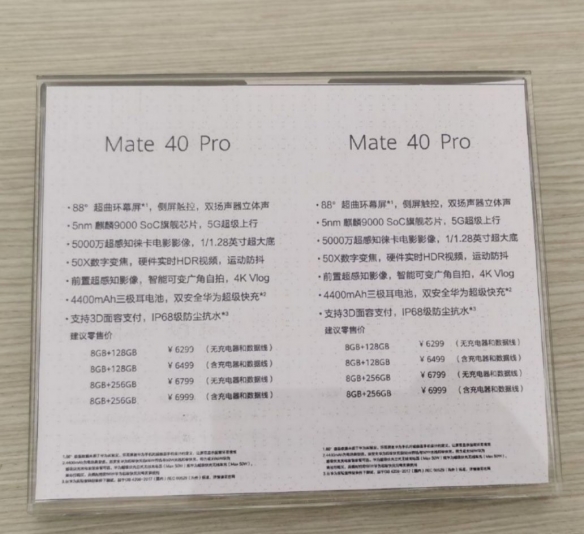 Mate 40 Pro
·88° 超曲环幕屏*¹，侧屏触控，双扬声器立体声
·5nm 麒麟9000 SoC旗舰芯片，5G超级上行
·5000万超感知徕卡电影影像，1/1.28英寸超大底
·50X数字变焦，硬件实时HDR视频，运动防抖
·前置超感知影像，智能可变广角自拍，4K Vlog
·4400mAh三极耳电池，双安全华为超级快充*²
·支持3D面容支付，IP68级防尘抗水*³
建议零售价
8GB+128GB ¥ 6299 （无充电器和数据线）
8GB+128GB ¥ 6499 （含充电器和数据线）
8GB+256GB ¥ 6799 （无充电器和数据线）
8GB+256GB ¥ 6999 （含充电器和数据线）
Mate 40 Pro
·88° 超曲环幕屏*¹，侧屏触控，双扬声器立体声
·5nm 麒麟9000 SoC旗舰芯片，5G超级上行
·5000万超感知徕卡电影影像，1/1.28英寸超大底
·50X数字变焦，硬件实时HDR视频，运动防抖
·前置超感知影像，智能可变广角自拍，4K Vlog
·4400mAh三极耳电池，双安全华为超级快充*²
·支持3D面容支付，IP68级防尘抗水*³
建议零售价
8GB+128GB ¥ 6299 （无充电器和数据线）
8GB+128GB ¥ 6499 （含充电器和数据线）
8GB+256GB ¥ 6799 （无充电器和数据线）
8GB+256GB ¥ 6999 （含充电器和数据线）